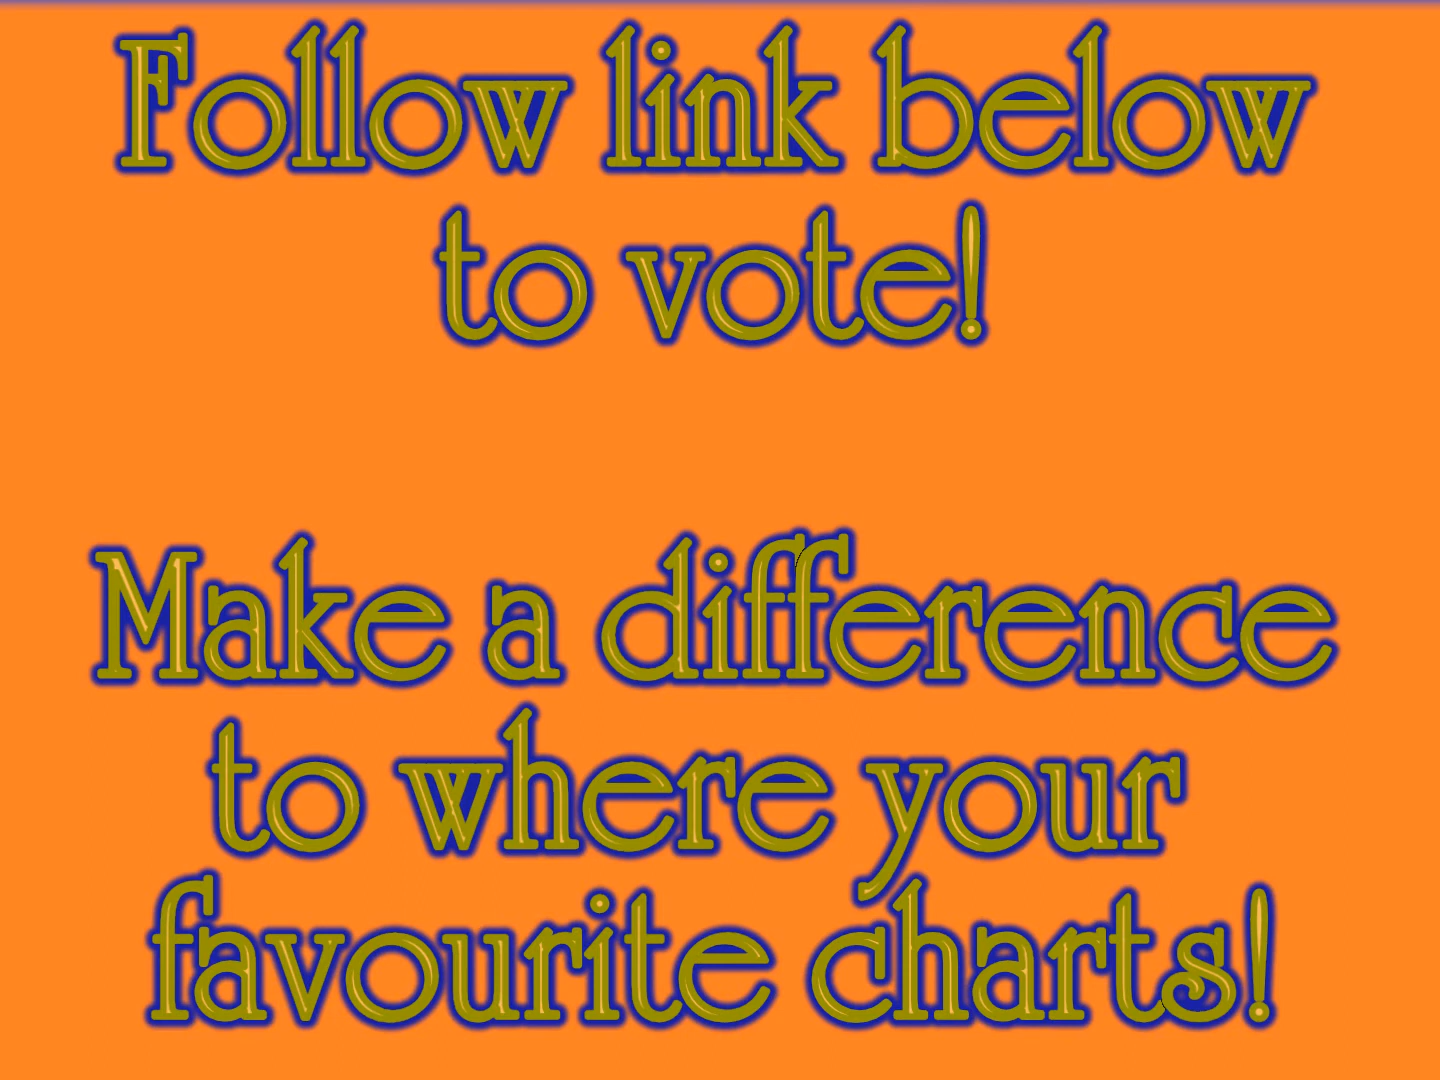 Follow link below
to vote!
Make a difference
to where your
favourite charts!